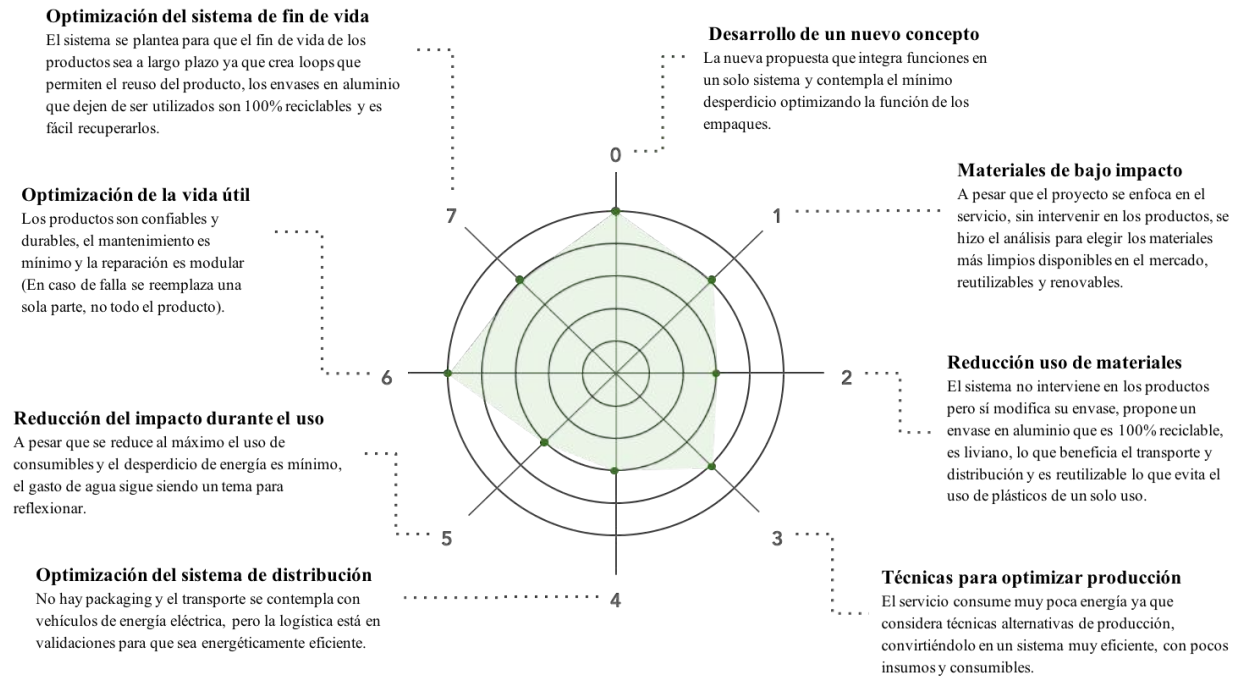 Optimización del sistema de fin de vida
El sistema se plantea para que el fin de vida de los
productos sea a largo plazo ya que crea loops que
permiten el reuso del producto, los envases en aluminio
que dejen de ser utilizados son 100% reciclables y es
fácil recuperarlos.
Desarrollo de un nuevo concepto
La nueva propuesta que integra funciones en
un solo sistema y contempla el mínimo
desperdicio optimizando la función de los
empaques.
0
Materiales de bajo impacto
A pesar que el proyecto se enfoca en el
servicio, sin intervenir en los productos, se
hizo el análisis para elegir los materiales
más limpios disponibles en el mercado,
reutilizables y renovables.
1
Optimización de la vida útil
Los productos son confiables y
durables, el mantenimiento es
mínimo y la reparación es modular
(En caso de falla se reemplaza una
sola parte, no todo el producto).
7
6
2
Reducción uso de materiales
El sistema no interviene en los productos
pero sí modifica su envase, propone un
envase en aluminio que es 100% reciclable,
es liviano, lo que beneficia el transporte y
distribución y es reutilizable lo que evita el
uso de plásticos de un solo uso.
Reducción del impacto durante el uso
A pesar que se reduce al máximo el uso de
consumibles y el desperdicio de energía es mínimo,
el gasto de agua sigue siendo un tema para
reflexionar.
5
3
Optimización del sistema de distribución
No hay packaging y el transporte se contempla con
vehículos de energía eléctrica, pero la logística está en
validaciones para que sea energéticamente eficiente.
4
Técnicas para optimizar producción
El servicio consume muy poca energía ya que
considera técnicas alternativas de producción,
convirtiéndolo en un sistema muy eficiente, con pocos
insumos y consumibles.